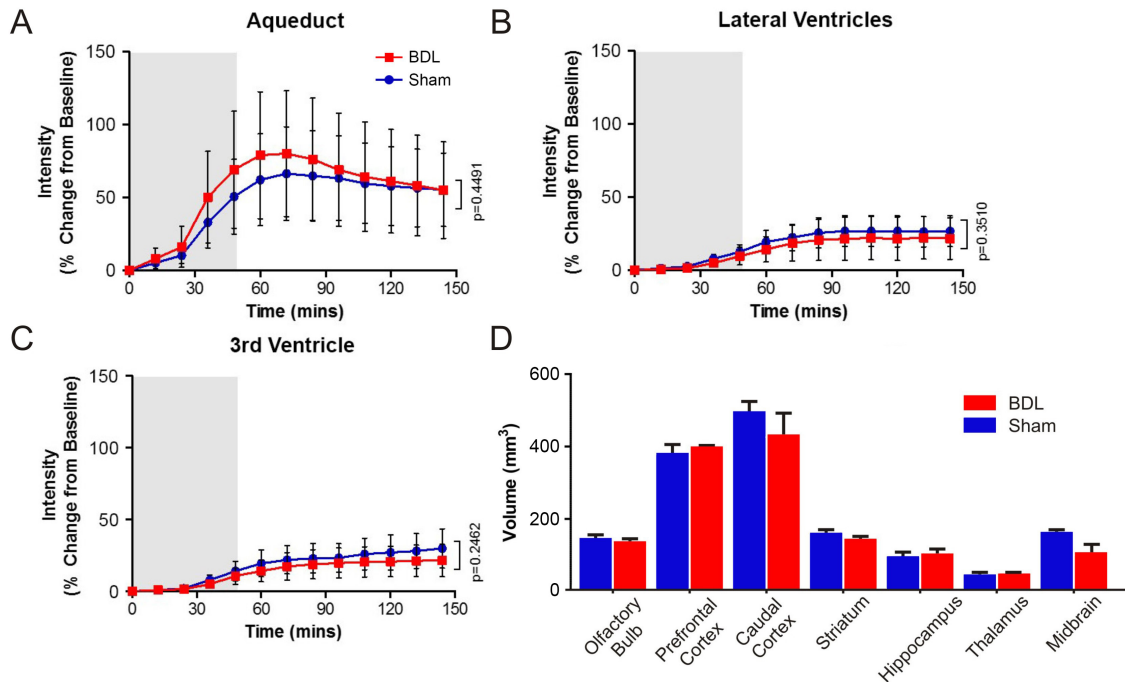 A
Aqueduct
150
100
50
0
0 30 60 90 120 150
Intensity
(% Change from Baseline)
Time (mins)
BDL
Sham
p=0.4491
B
Lateral Ventricles
150
100
50
0
0 30 60 90 120 150
Intensity
(% Change from Baseline)
Time (mins)
p=0.3510
C
3rd Ventricle
150
100
50
0
0 30 60 90 120 150
Intensity
(% Change from Baseline)
Time (mins)
p=0.2462
D
600
400
200
0
Volume (mm³)
BDL
Sham
Olfactory
Bulb
Prefrontal
Cortex
Caudal
Cortex
Striatum
Hippocampus
Thalamus
Midbrain